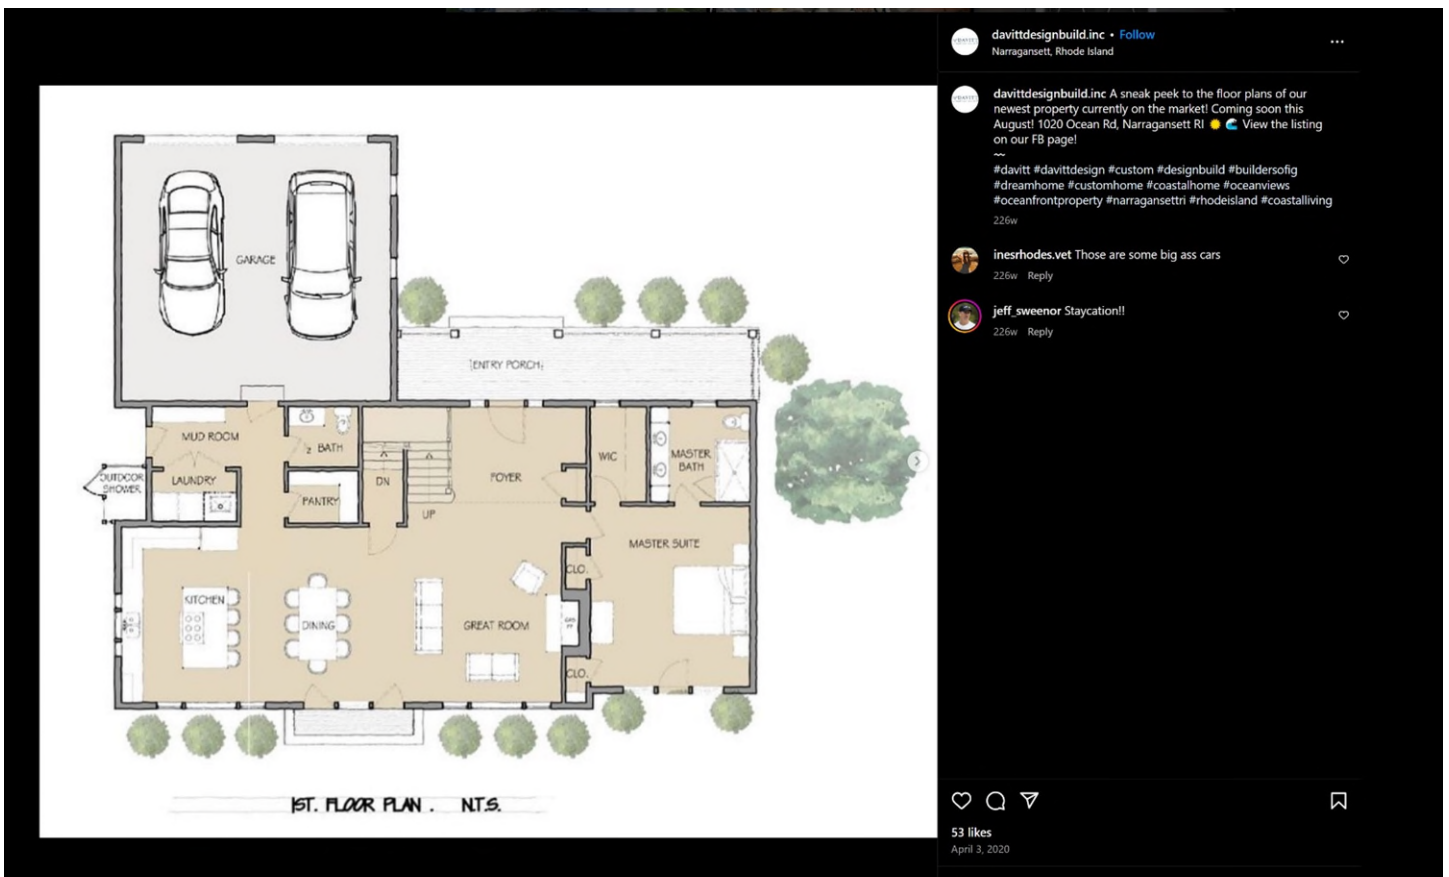 GARAGE
ENTRY PORCH
MUD ROOM
BATH
2
OUTDOOR
SHOWER
LAUNDRY
PANTRY
DN
UP
FOYER
WIC
MASTER
BATH
MASTER SUITE
CLO.
KITCHEN
DINING
GREAT ROOM
CLO.
1ST. FLOOR PLAN . N.T.S.
davittdesignbuild.inc • Follow
Narragansett, Rhode Island
davittdesignbuild.inc A sneak peek to the floor plans of our
newest property currently on the market! Coming soon this
August! 1020 Ocean Rd, Narragansett RI ☀️ 🌊 View the listing
on our FB page!
~~
#davitt #davittdesign #custom #designbuild #buildersofig
#dreamhome #customhome #coastalhome #oceanviews
#oceanfrontproperty #narragansettri #rhodeisland #coastalliving
226w
inesrhodes.vet Those are some big ass cars
226w Reply
jeff_sweenor Staycation!!
226w Reply
53 likes
April 3, 2020